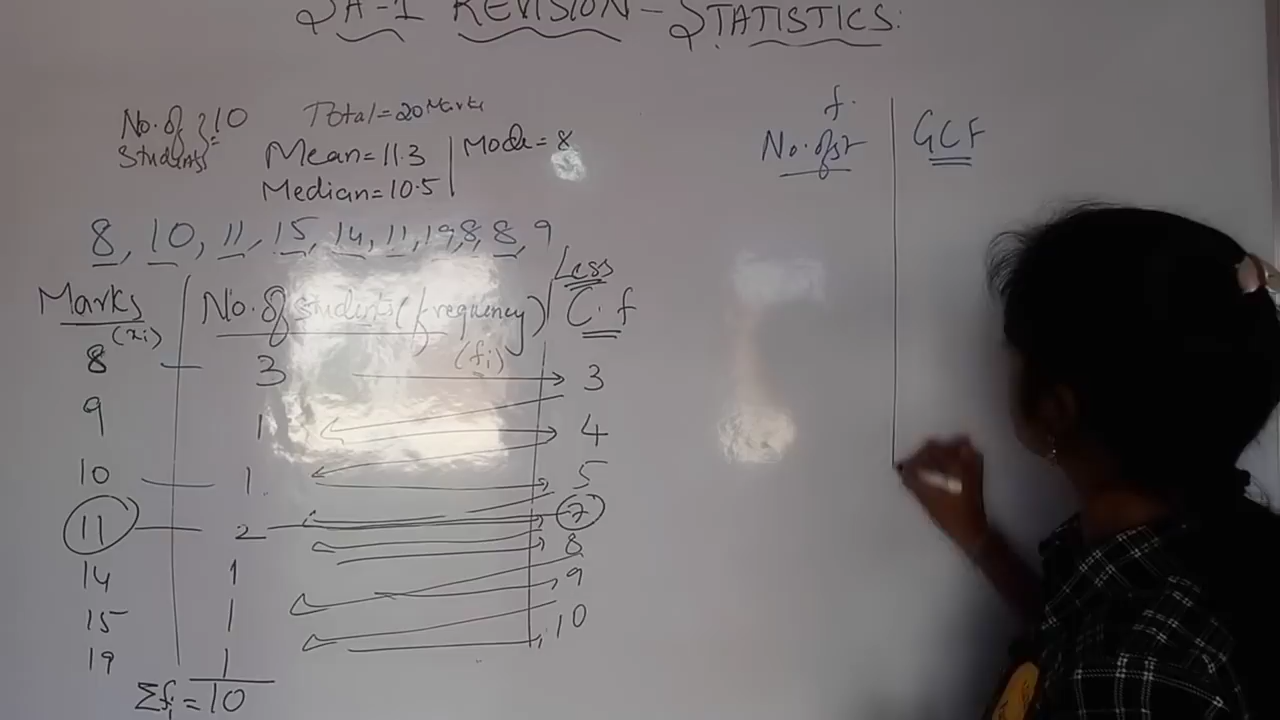 SA-1 REVISION - STATISTICS:
No. of Students } = 10
Total = 20 Marks
Mean = 11.3
Mode = 8
Median = 10.5
8, 10, 11, 15, 14, 11, 19, 8, 8, 9
Marks (xi) No. Of students (frequency) (fi) Less C.f
8 3 3
9 1 4
10 1 5
11 2 7
14 1 8
15 1 9
19 1 10
Σfi = 10
f.
No. of st GCF